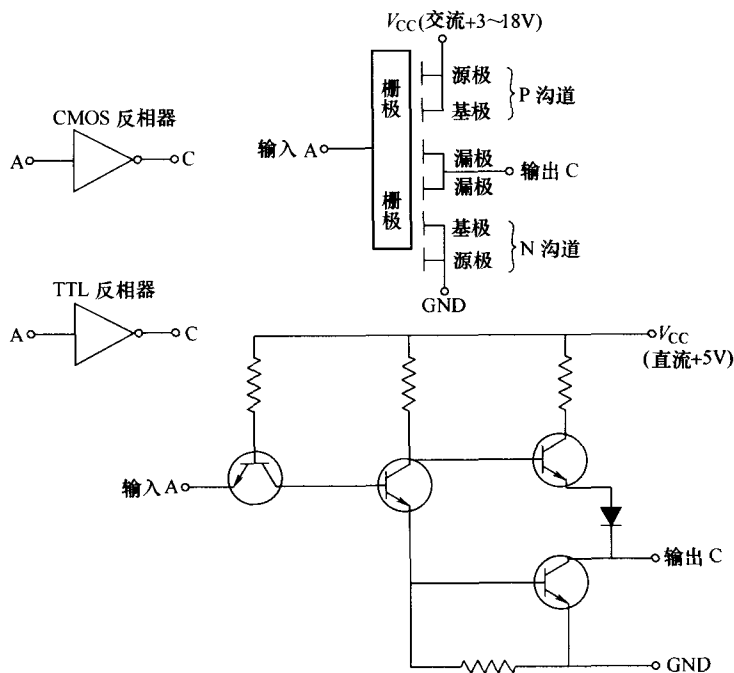 V_CC(交流+3~18V)
栅极
源极
基极
P 沟道
CMOS 反相器
A
C
输入 A
漏极
漏极
输出 C
栅极
基极
源极
N 沟道
GND
TTL 反相器
A
C
V_CC
(直流+5V)
输入 A
输出 C
GND